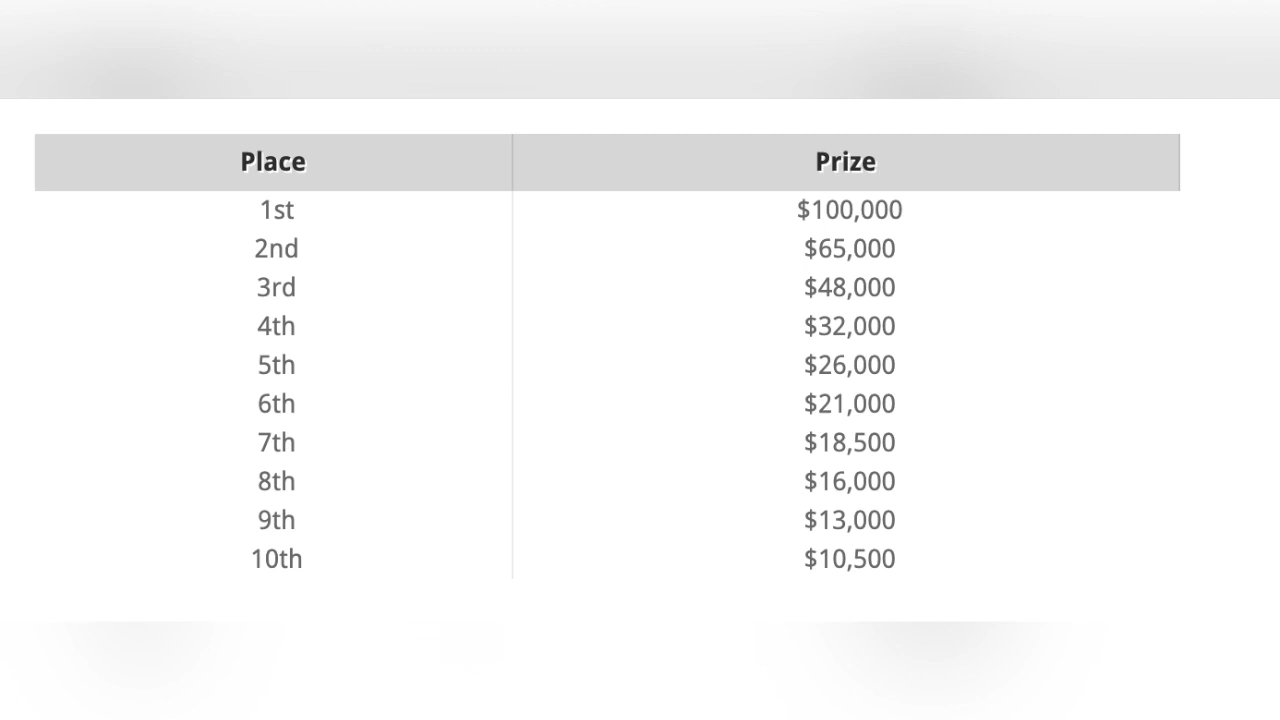 Place Prize
1st $100,000
2nd $65,000
3rd $48,000
4th $32,000
5th $26,000
6th $21,000
7th $18,500
8th $16,000
9th $13,000
10th $10,500